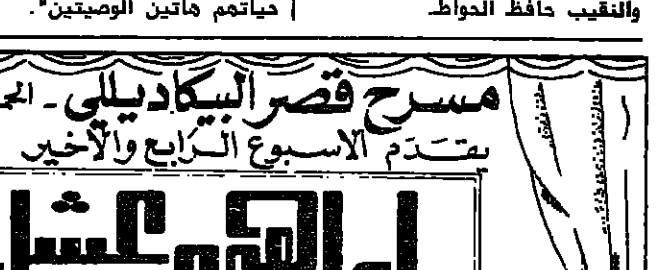 والنقيب حافظ الحواط.
حياتهم هاتين الوصيتين".
مسرح قصر البيكاديللي - 
يقدم الاسبوع الرابع والأخير